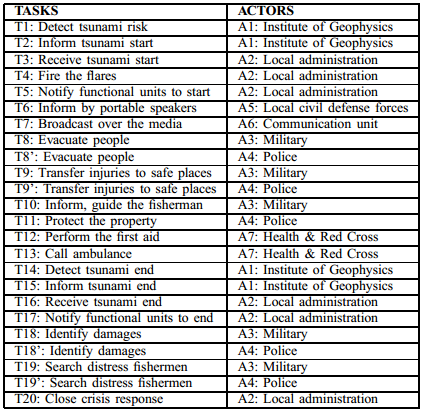 TASKS ACTORS
T1: Detect tsunami risk A1: Institute of Geophysics
T2: Inform tsunami start A1: Institute of Geophysics
T3: Receive tsunami start A2: Local administration
T4: Fire the flares A2: Local administration
T5: Notify functional units to start A2: Local administration
T6: Inform by portable speakers A5: Local civil defense forces
T7: Broadcast over the media A6: Communication unit
T8: Evacuate people A3: Military
T8': Evacuate people A4: Police
T9: Transfer injuries to safe places A3: Military
T9': Transfer injuries to safe places A4: Police
T10: Inform, guide the fisherman A3: Military
T11: Protect the property A4: Police
T12: Perform the first aid A7: Health & Red Cross
T13: Call ambulance A7: Health & Red Cross
T14: Detect tsunami end A1: Institute of Geophysics
T15: Inform tsunami end A1: Institute of Geophysics
T16: Receive tsunami end A2: Local administration
T17: Notify functional units to end A2: Local administration
T18: Identify damages A3: Military
T18': Identify damages A4: Police
T19: Search distress fishermen A3: Military
T19': Search distress fishermen A4: Police
T20: Close crisis response A2: Local administration